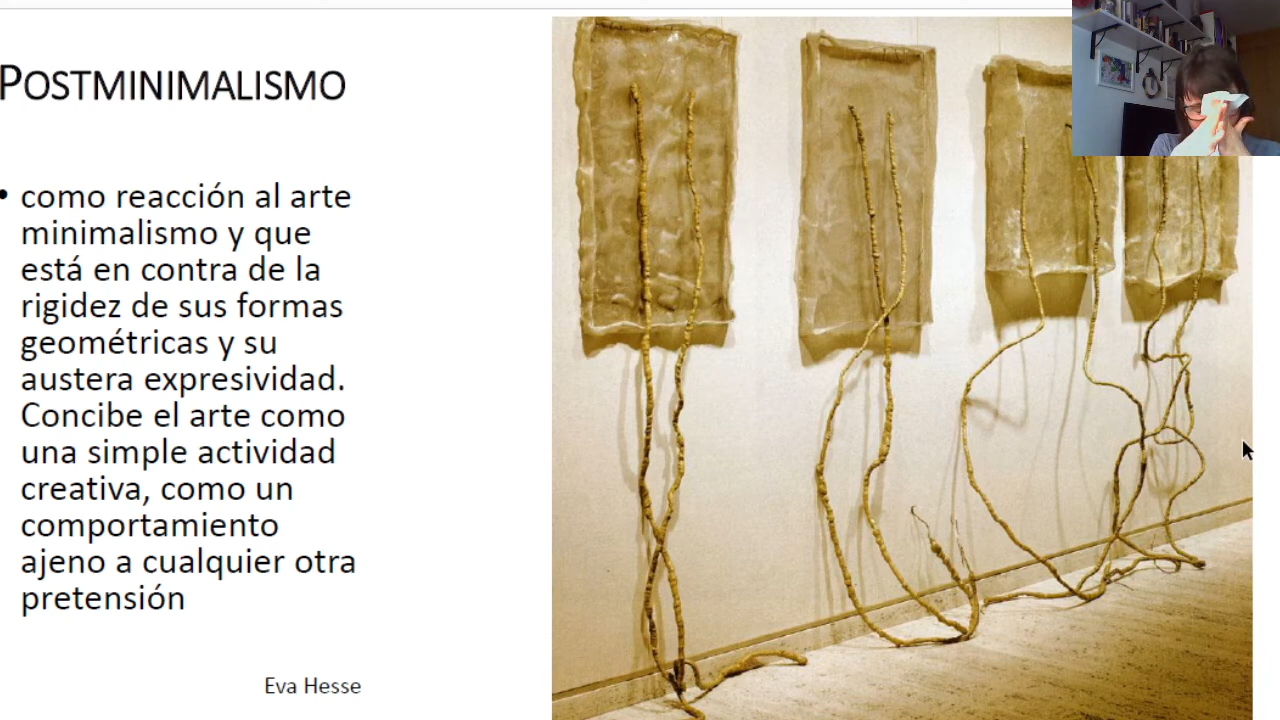 POSTMINIMALISMO
• como reacción al arte
minimalismo y que
está en contra de la
rigidez de sus formas
geométricas y su
austera expresividad.
Concibe el arte como
una simple actividad
creativa, como un
comportamiento
ajeno a cualquier otra
pretensión
Eva Hesse